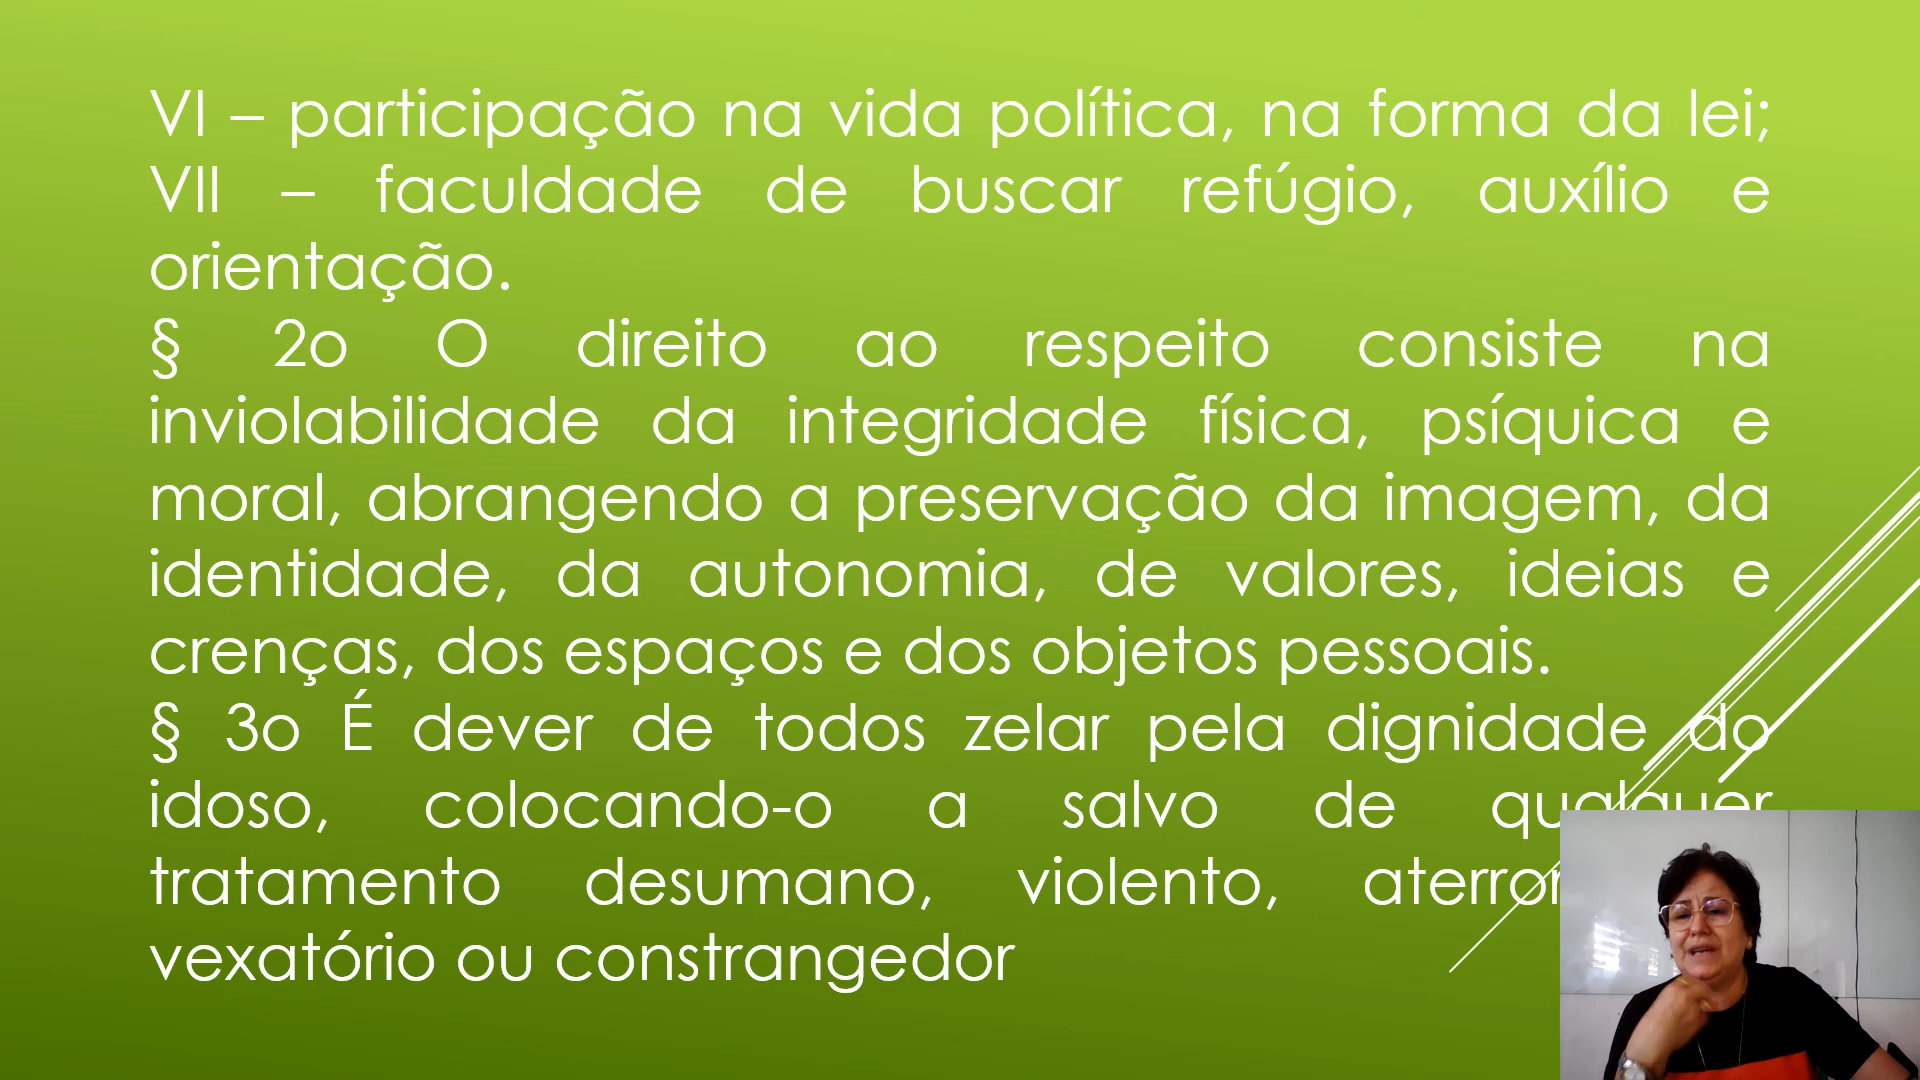 VI – participação na vida política, na forma da lei;
VII – faculdade de buscar refúgio, auxílio e
orientação.
§ 2o O direito ao respeito consiste na
inviolabilidade da integridade física, psíquica e
moral, abrangendo a preservação da imagem, da
identidade, da autonomia, de valores, ideias e
crenças, dos espaços e dos objetos pessoais.
§ 3o É dever de todos zelar pela dignidade do
idoso, colocando-o a salvo de qualquer
tratamento desumano, violento,
vexatório ou constrangedor